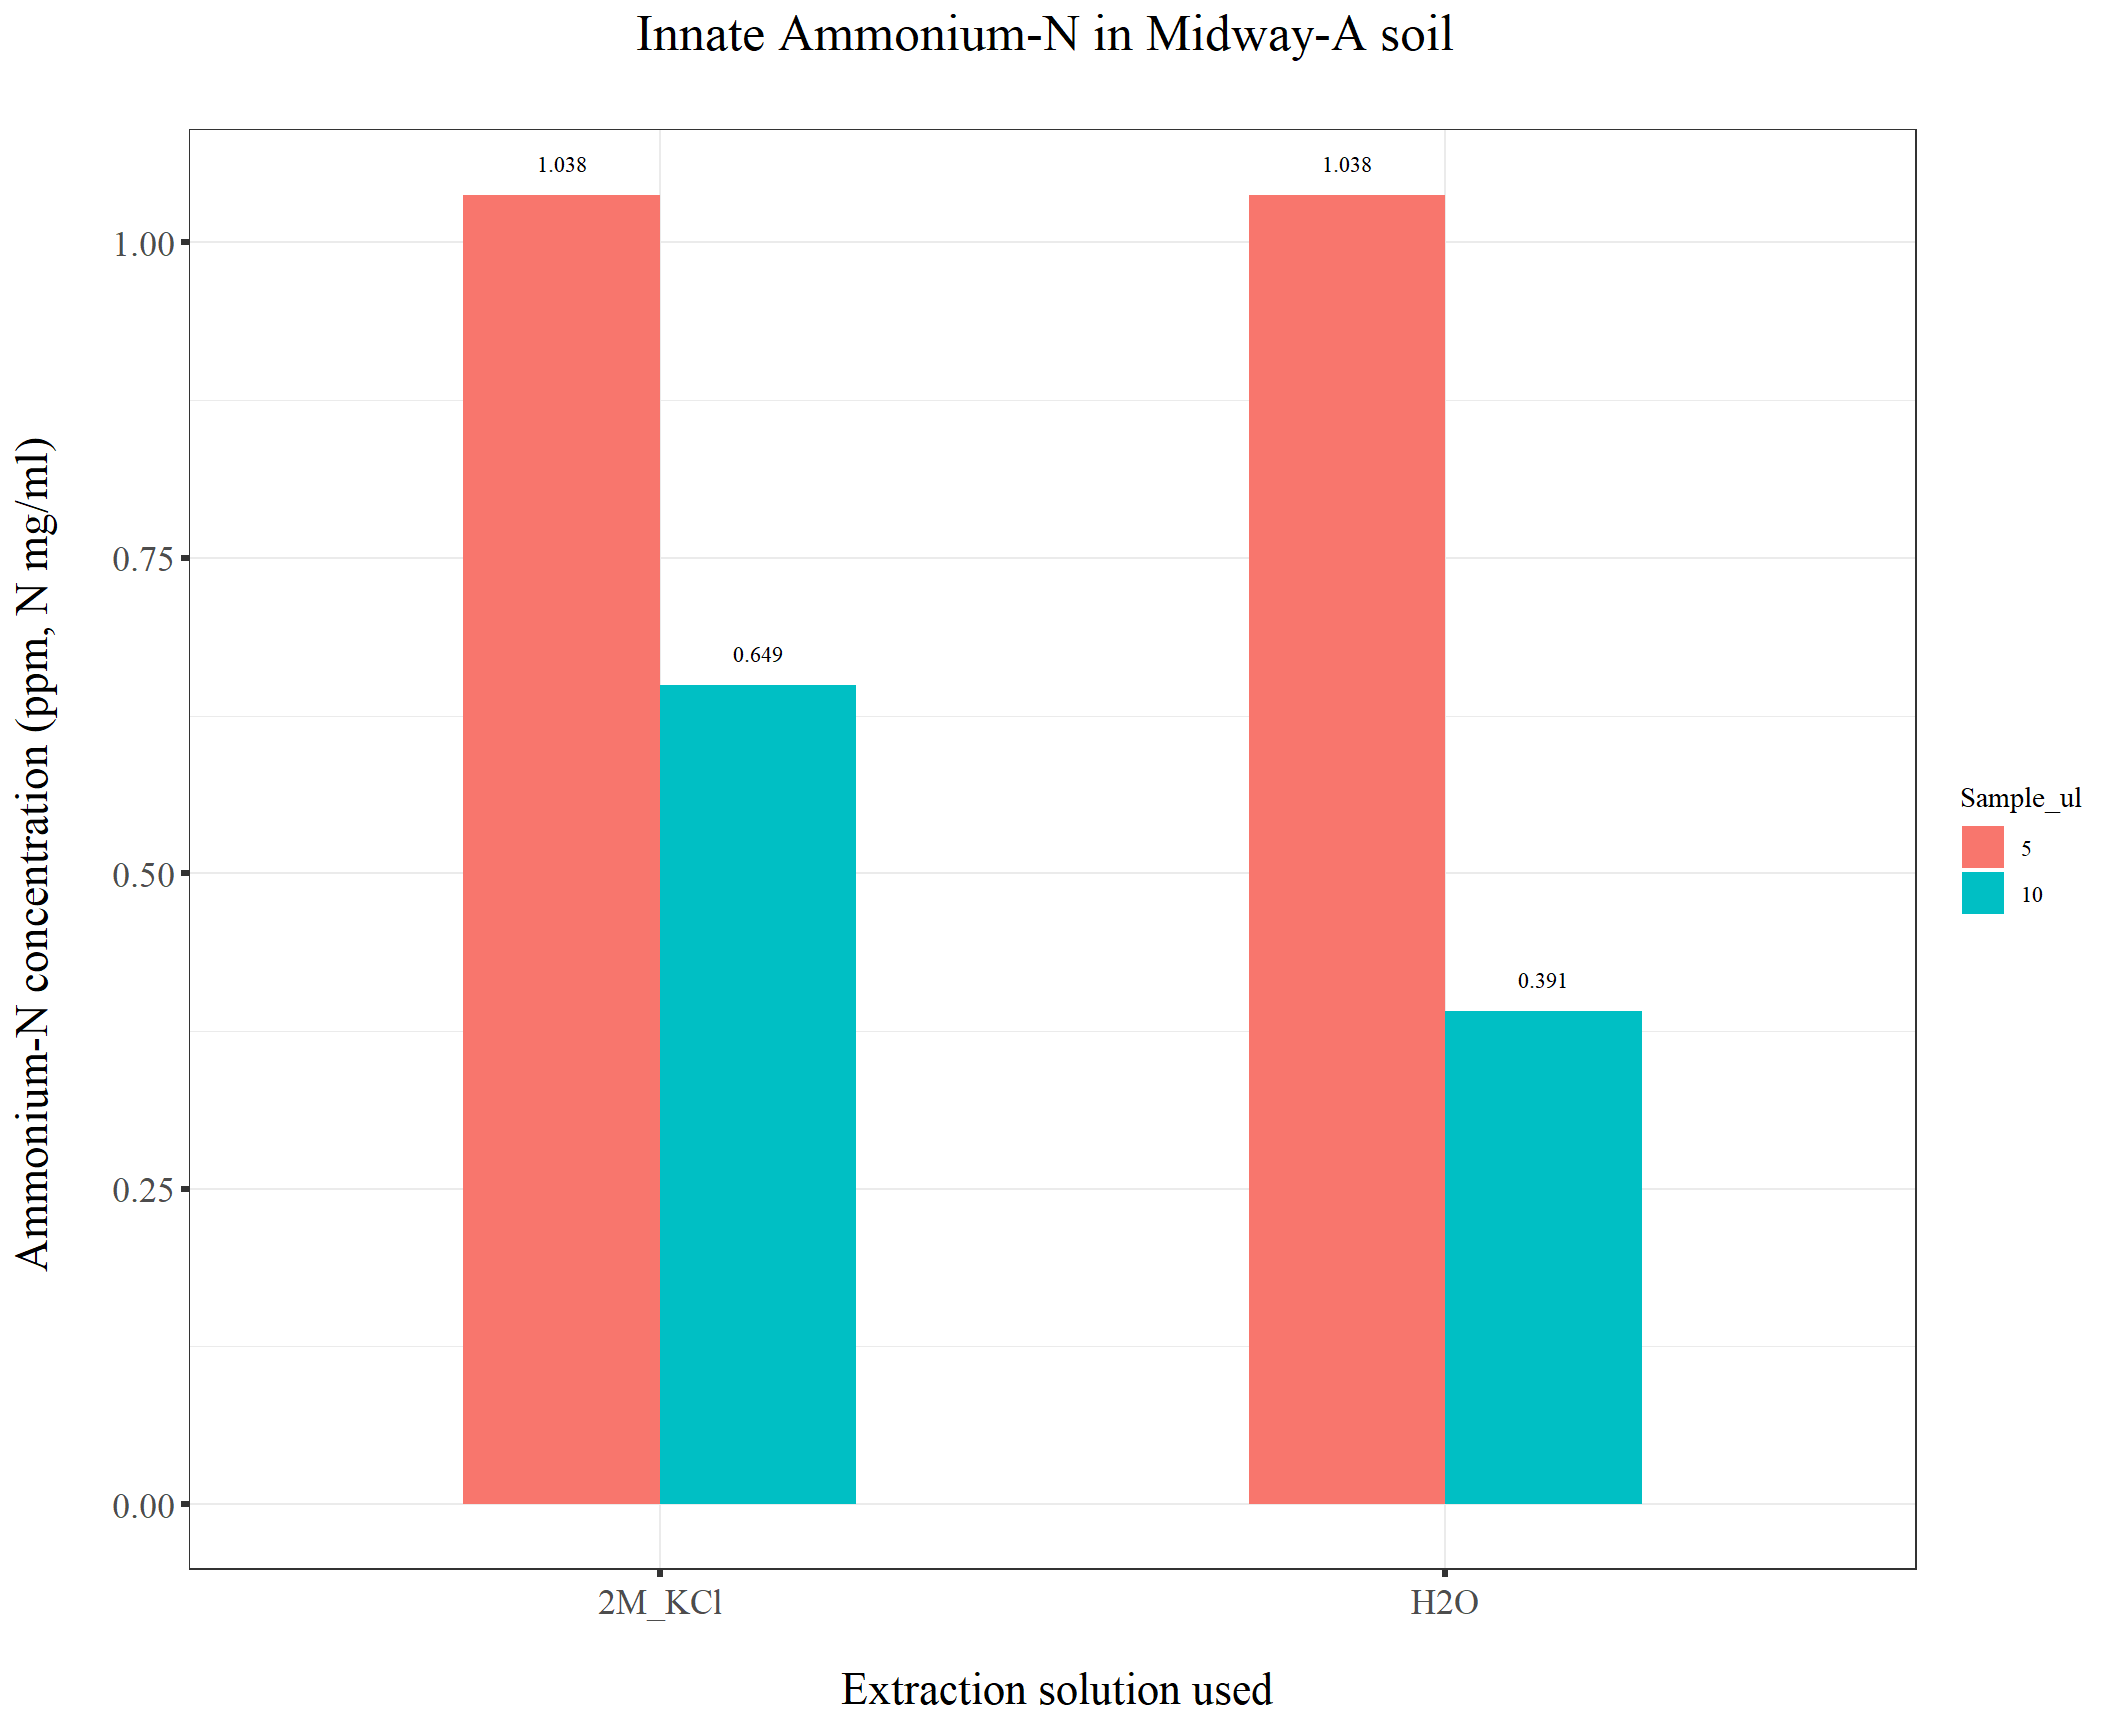 Innate Ammonium-N in Midway-A soil
Ammonium-N concentration (ppm, N mg/ml)
1.00
0.75
0.50
0.25
0.00
1.038
0.649
1.038
0.391
2M_KCl
H2O
Extraction solution used
Sample_ul
5
10